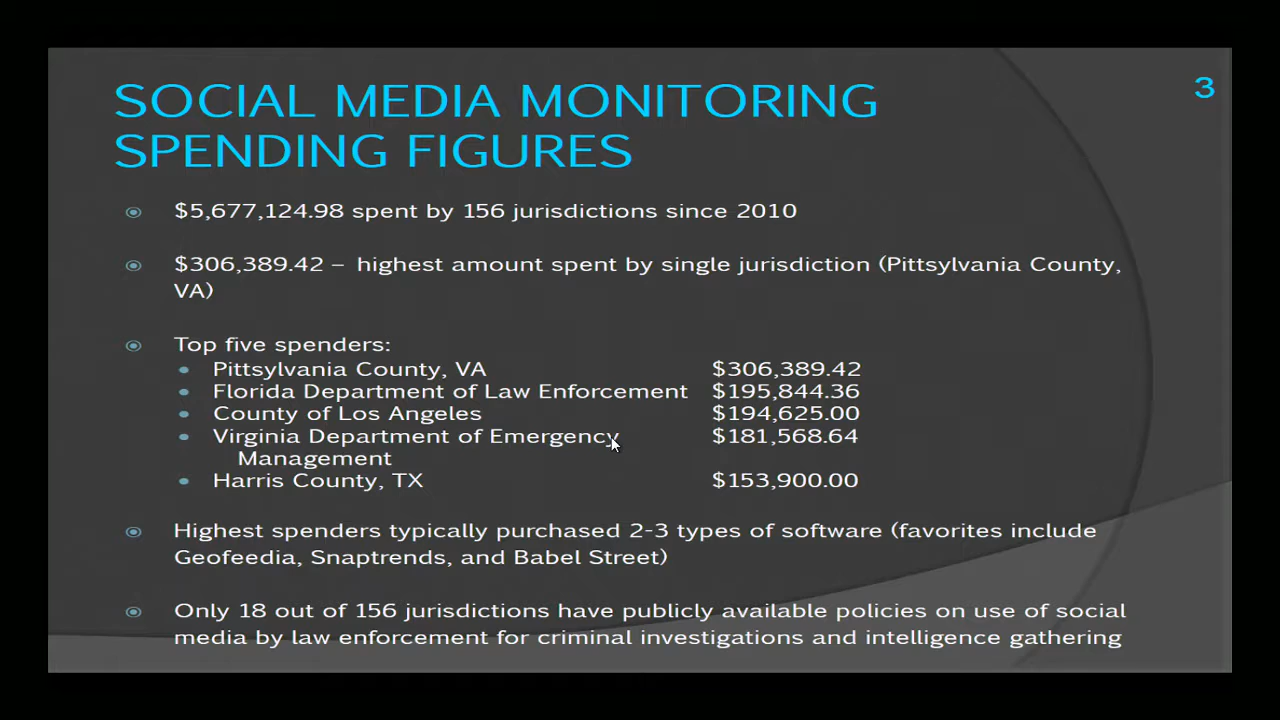 SOCIAL MEDIA MONITORING
SPENDING FIGURES
3
$5,677,124.98 spent by 156 jurisdictions since 2010
$306,389.42 – highest amount spent by single jurisdiction (Pittsylvania County,
VA)
Top five spenders:
Pittsylvania County, VA $306,389.42
Florida Department of Law Enforcement $195,844.36
County of Los Angeles $194,625.00
Virginia Department of Emergency $181,568.64
Management
Harris County, TX $153,900.00
Highest spenders typically purchased 2-3 types of software (favorites include
Geofeedia, Snaptrends, and Babel Street)
Only 18 out of 156 jurisdictions have publicly available policies on use of social
media by law enforcement for criminal investigations and intelligence gathering